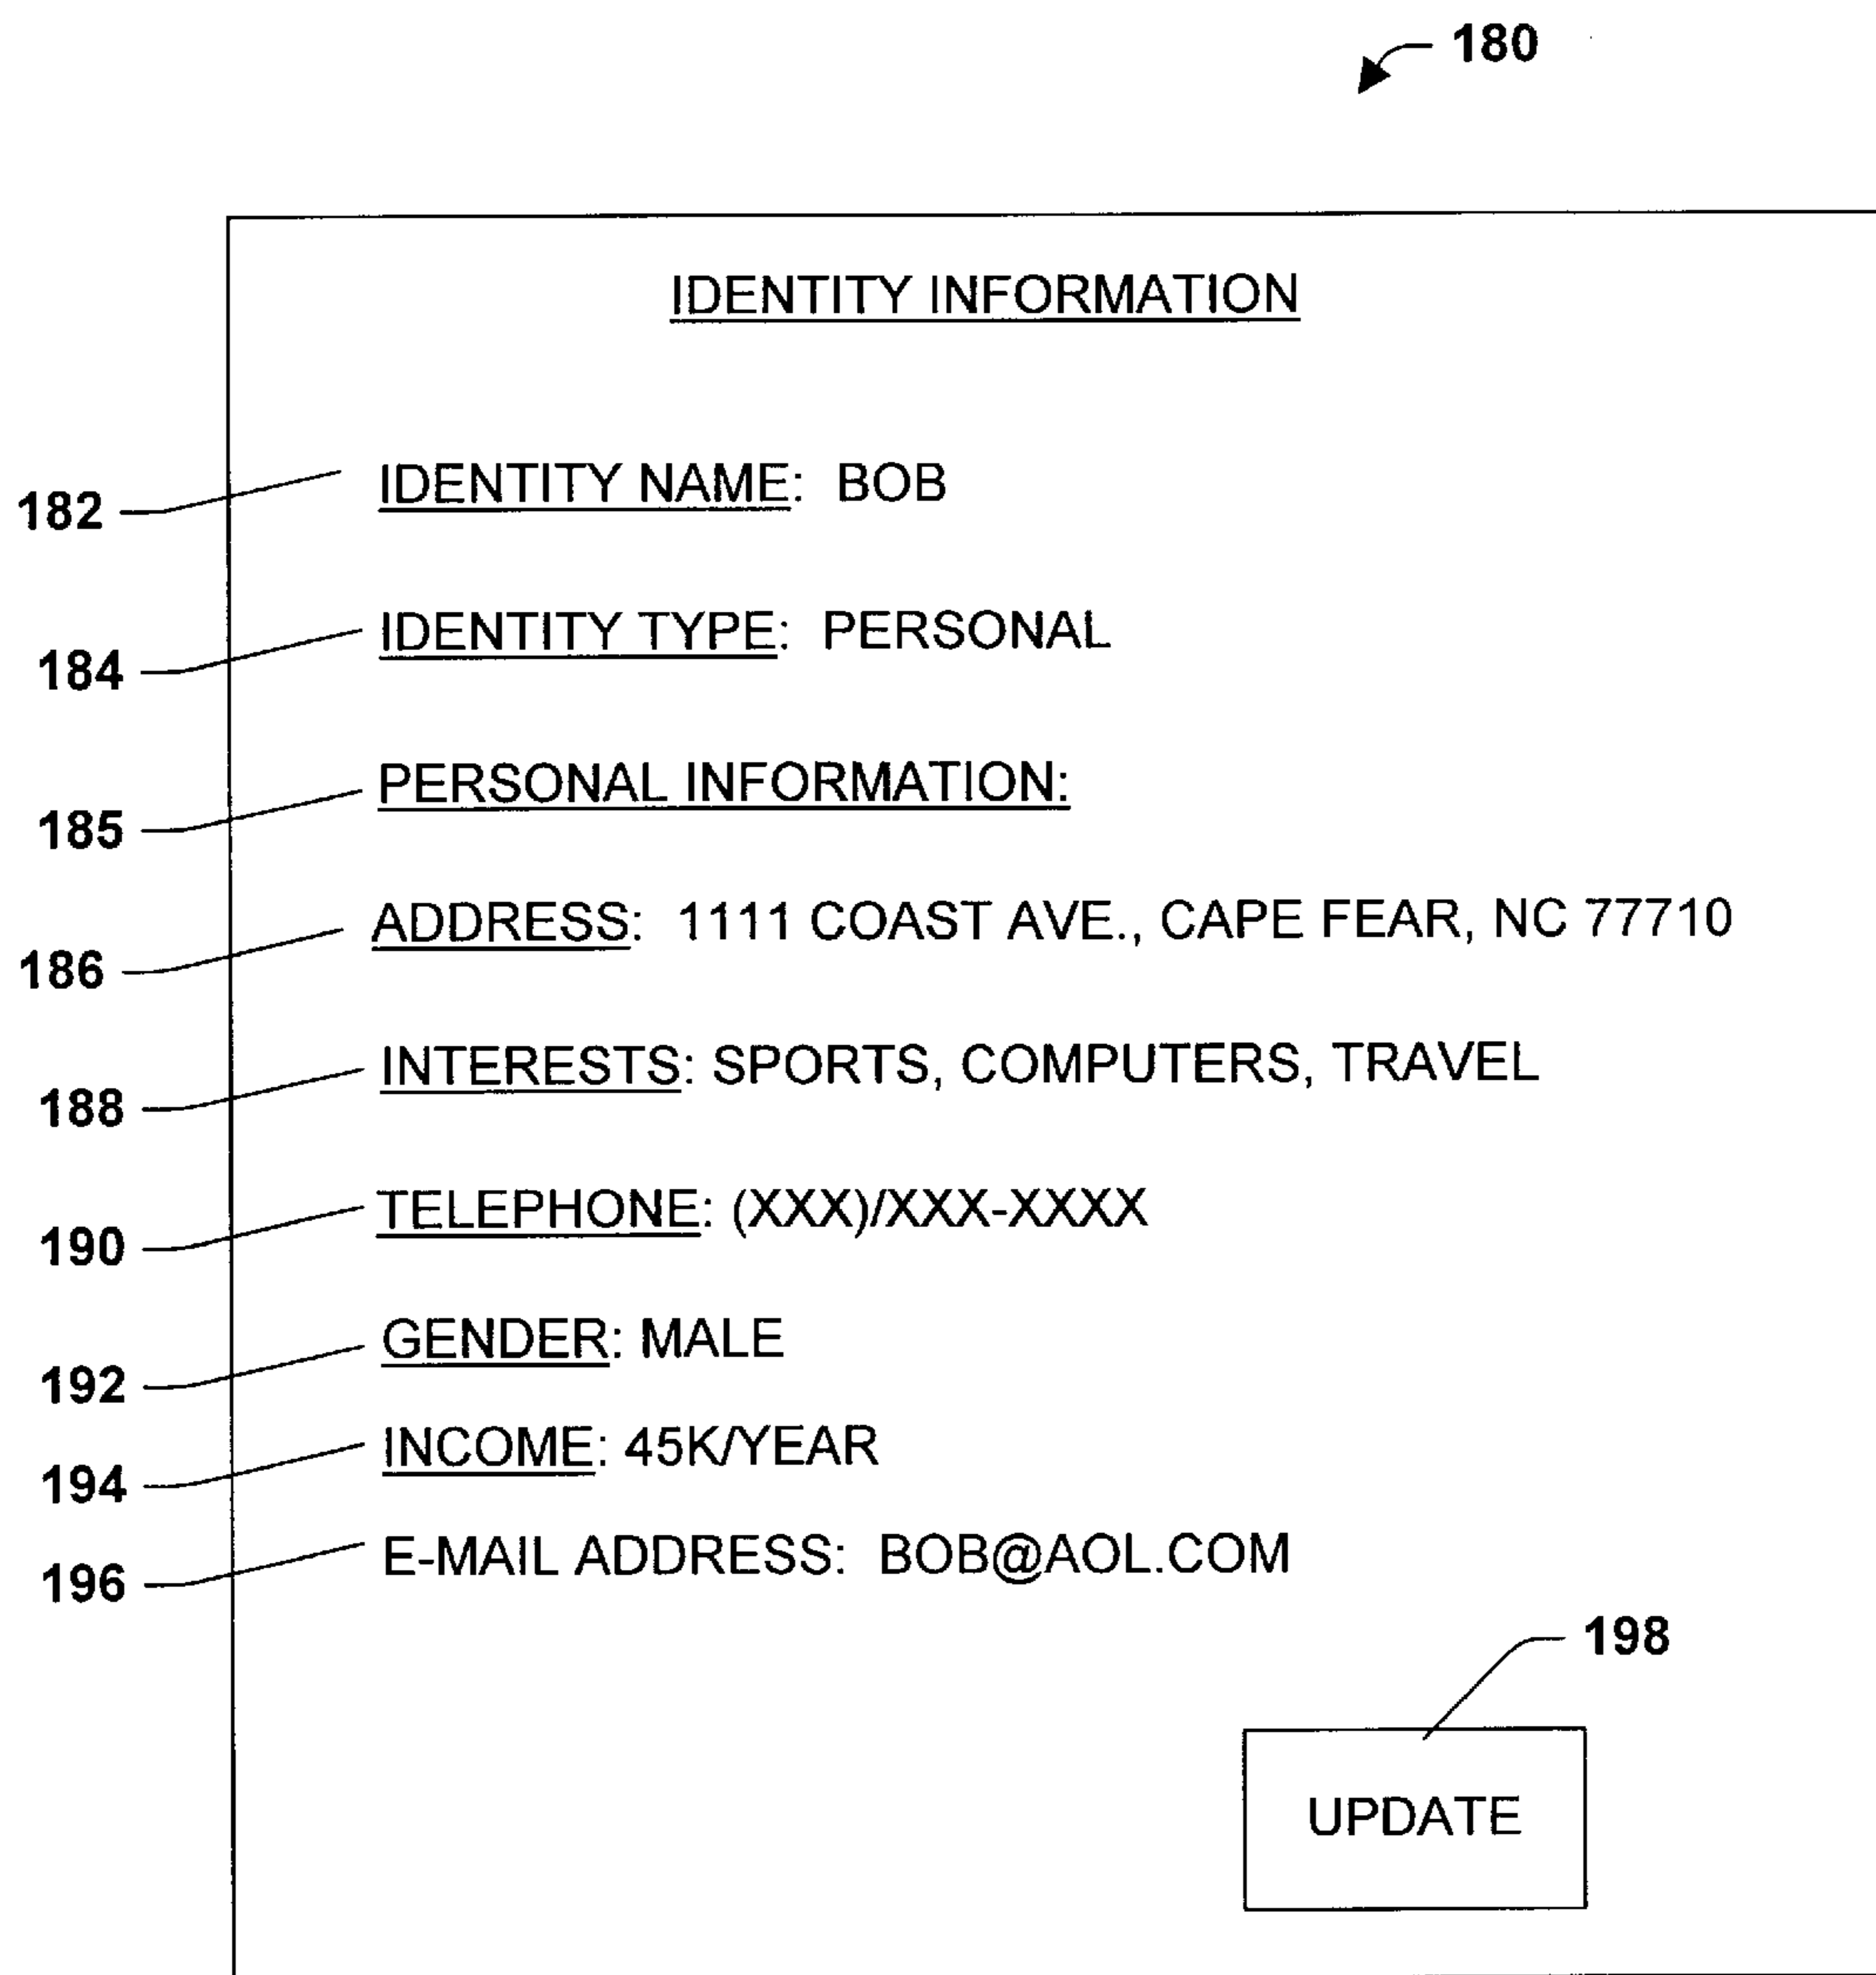 180
IDENTITY INFORMATION
182 IDENTITY NAME: BOB
184 IDENTITY TYPE: PERSONAL
185 PERSONAL INFORMATION:
186 ADDRESS: 1111 COAST AVE., CAPE FEAR, NC 77710
188 INTERESTS: SPORTS, COMPUTERS, TRAVEL
190 TELEPHONE: (XXX)/XXX-XXXX
192 GENDER: MALE
194 INCOME: 45K/YEAR
196 E-MAIL ADDRESS: BOB@AOL.COM
198
UPDATE